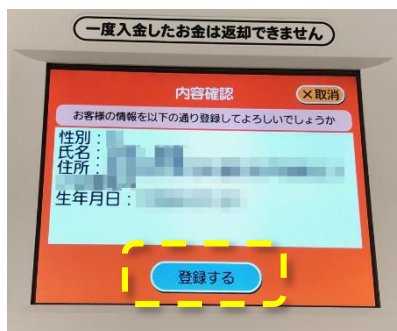 一度入金したお金は返却できません
内容確認
×取消
お客様の情報を以下の通り登録してよろしいでしょうか
性別：
氏名：
住所：
生年月日：
登録する